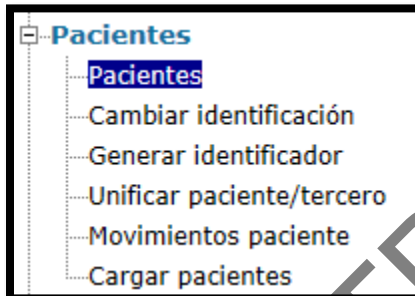 Pacientes
Pacientes
Cambiar identificación
Generar identificador
Unificar paciente/tercero
Movimientos paciente
Cargar pacientes